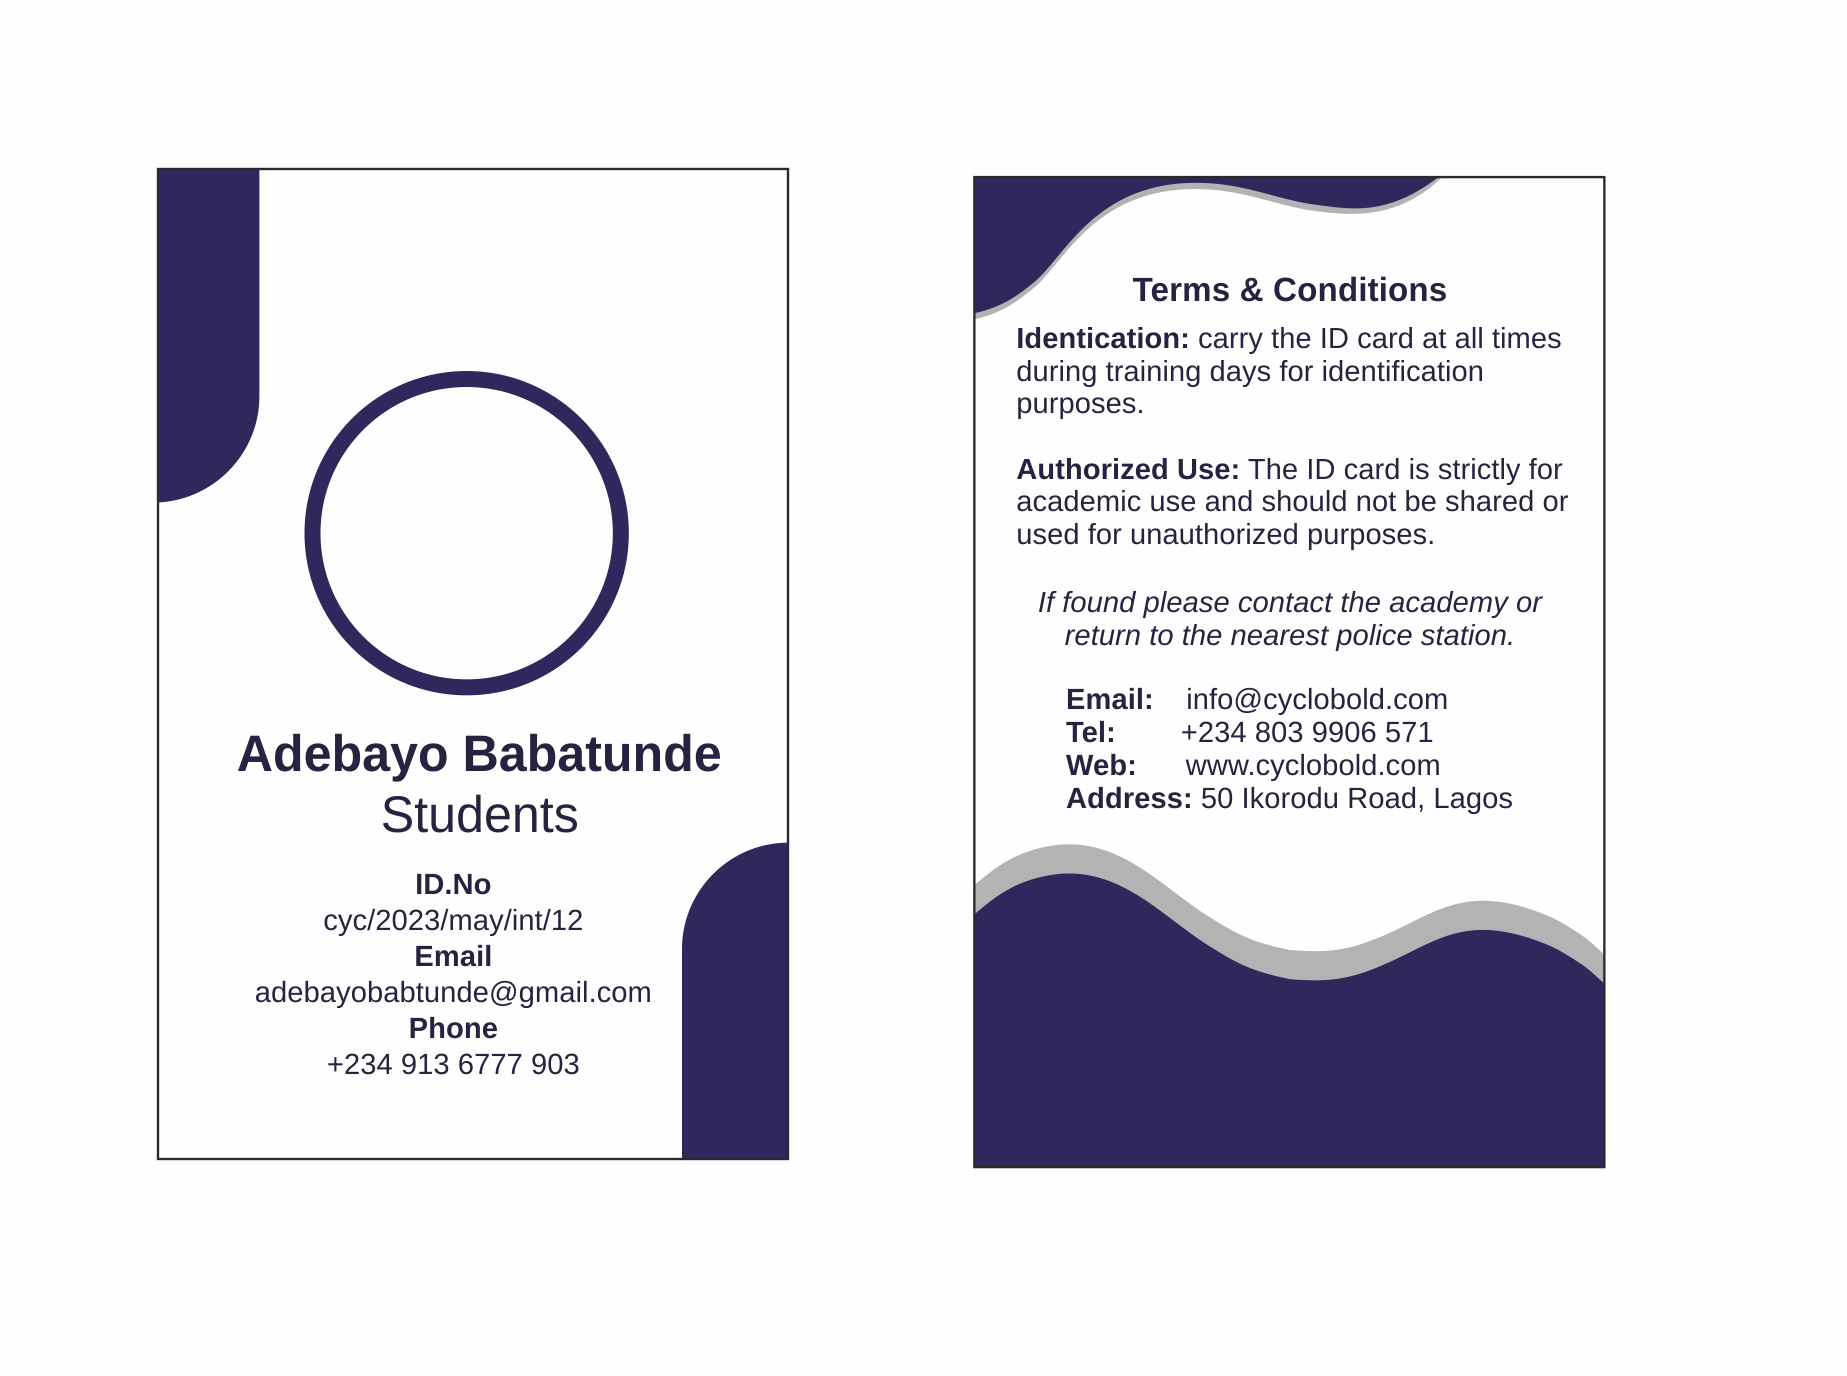 Adebayo Babatunde
Students
ID.No
cyc/2023/may/int/12
Email
adebayobabtunde@gmail.com
Phone
+234 913 6777 903
Terms & Conditions
Identication: carry the ID card at all times
during training days for identification
purposes.
Authorized Use: The ID card is strictly for
academic use and should not be shared or
used for unauthorized purposes.
If found please contact the academy or
return to the nearest police station.
Email: info@cyclobold.com
Tel: +234 803 9906 571
Web: www.cyclobold.com
Address: 50 Ikorodu Road, Lagos